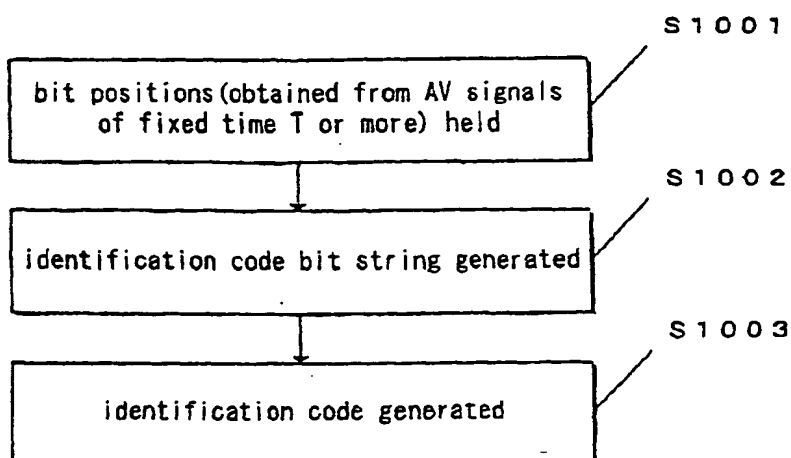 S1001
bit positions(obtained from AV signals
of fixed time T or more) held
S1002
identification code bit string generated
S1003
identification code generated